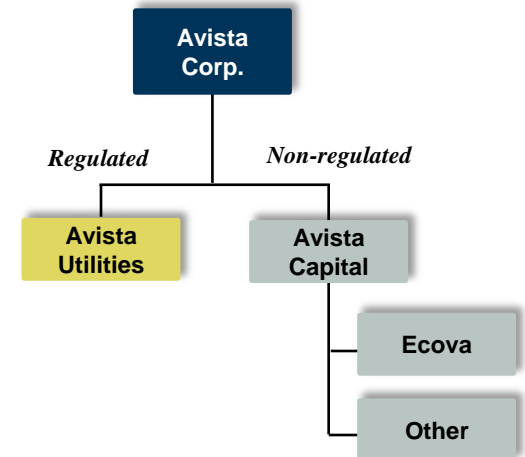 Avista
Corp.
Regulated
Non-regulated
Avista
Utilities
Avista
Capital
Ecova
Other